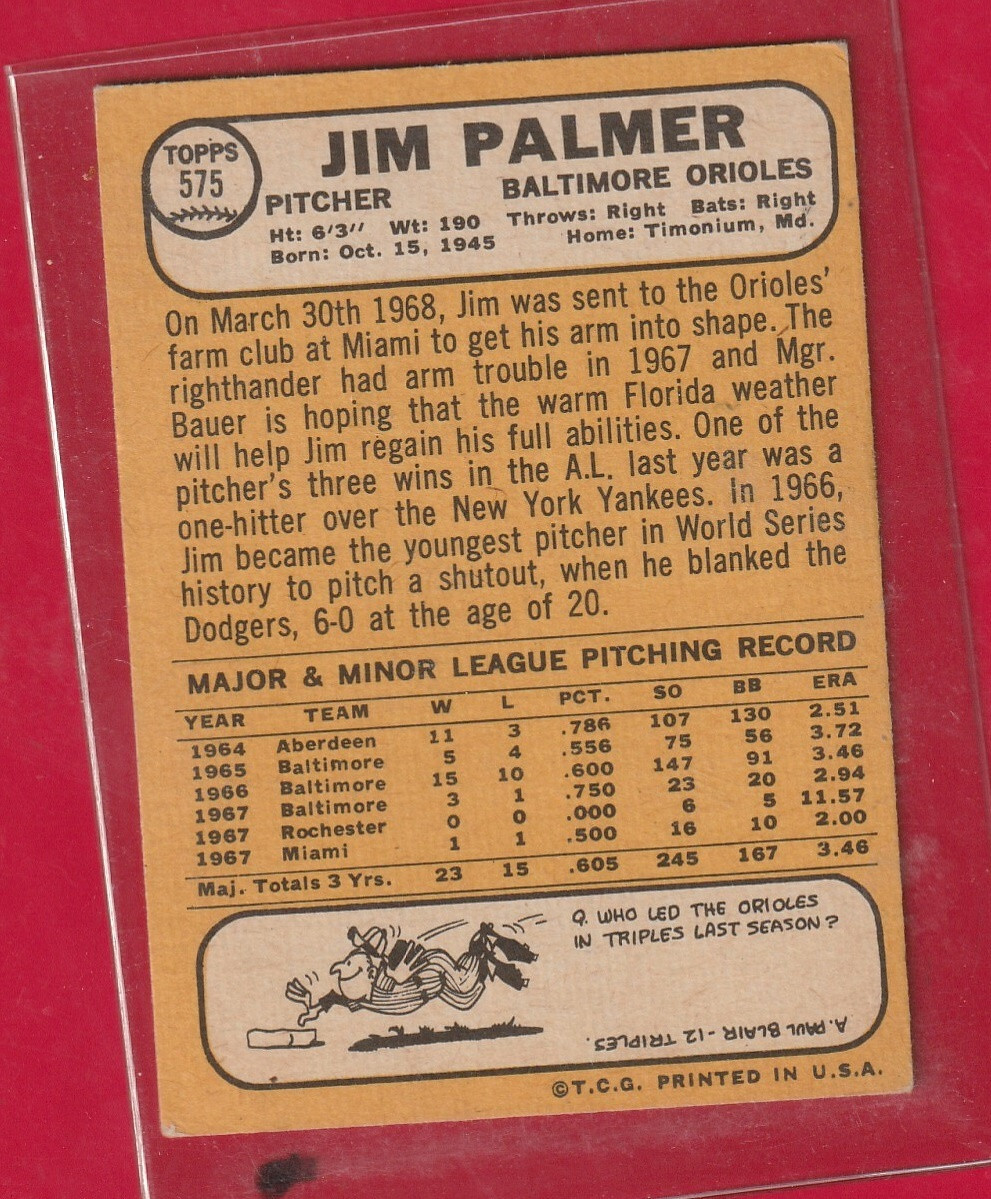 TOPPS
575
JIM PALMER
PITCHER
BALTIMORE ORIOLES
Ht: 6'3" Wt: 190
Throws: Right Bats: Right
Born: Oct. 15, 1945
Home: Timonium, Md.
On March 30th 1968, Jim was sent to the Orioles'
farm club at Miami to get his arm into shape. The
righthander had arm trouble in 1967 and Mgr.
Bauer is hoping that the warm Florida weather
will help Jim regain his full abilities. One of the
pitcher's three wins in the A.L. last year was a
one-hitter over the New York Yankees. In 1966,
Jim became the youngest pitcher in World Series
history to pitch a shutout, when he blanked the
Dodgers, 6-0 at the age of 20.
MAJOR & MINOR LEAGUE PITCHING RECORD
YEAR TEAM W L PCT. SO BB ERA
1964 Aberdeen 11 3 .786 107 130 2.51
1965 Baltimore 5 4 .556 75 56 3.72
1966 Baltimore 15 10 .600 147 91 3.46
1967 Baltimore 3 1 .750 23 20 2.94
1967 Rochester 0 0 .000 6 5 11.57
1967 Miami 1 1 .500 16 10 2.00
Maj. Totals 3 Yrs. 23 15 .605 245 167 3.46
Q. WHO LED THE ORIOLES
IN TRIPLES LAST SEASON?
A. PAUL BLAIR - 12 TRIPLES.
©T.C.G. PRINTED IN U.S.A.